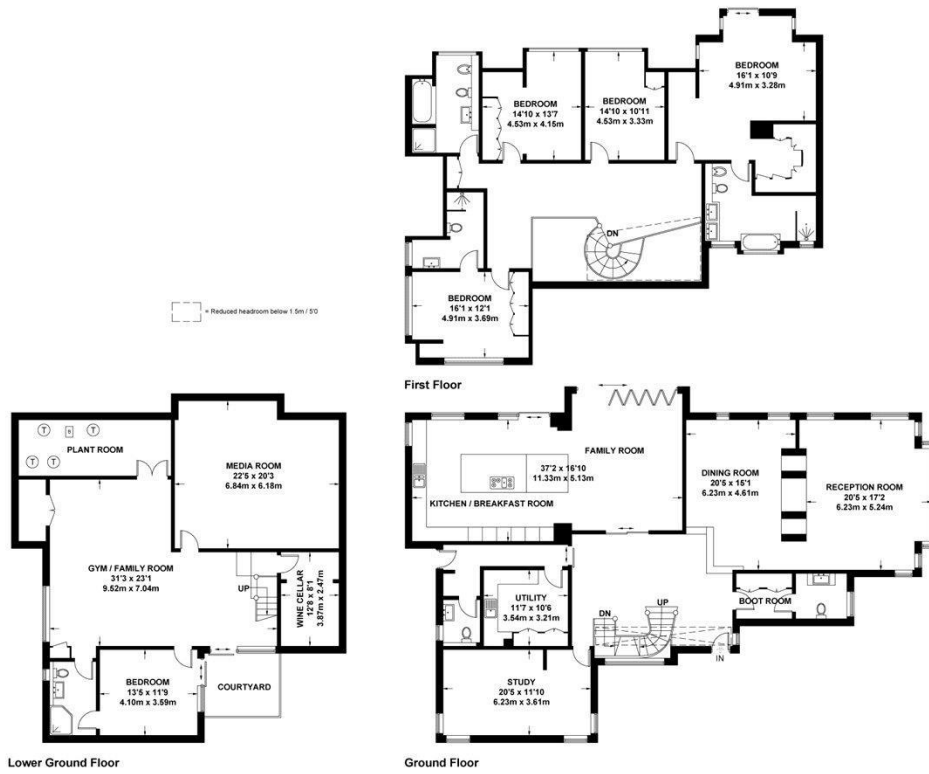 BEDROOM
16'1 x 10'9
4.91m x 3.28m
BEDROOM
14'10 x 13'7
4.53m x 4.15m
BEDROOM
14'10 x 10'11
4.53m x 3.33m
DN
BEDROOM
16'1 x 12'1
4.91m x 3.69m
= Reduced headroom below 1.5m / 5'0
First Floor
PLANT ROOM
T
T
T
T
MEDIA ROOM
22'5 x 20'3
6.84m x 6.18m
GYM / FAMILY ROOM
31'3 x 23'1
9.52m x 7.04m
UP
WINE CELLAR
12'8 x 8'1
3.87m x 2.47m
BEDROOM
13'5 x 11'9
4.10m x 3.59m
COURTYARD
Lower Ground Floor
FAMILY ROOM
37'2 x 16'10
11.33m x 5.13m
KITCHEN / BREAKFAST ROOM
DINING ROOM
20'5 x 15'1
6.23m x 4.61m
RECEPTION ROOM
20'5 x 17'2
6.23m x 5.24m
UTILITY
11'7 x 10'6
3.54m x 3.21m
BOOT ROOM
DN
UP
IN
STUDY
20'5 x 11'10
6.23m x 3.61m
Ground Floor